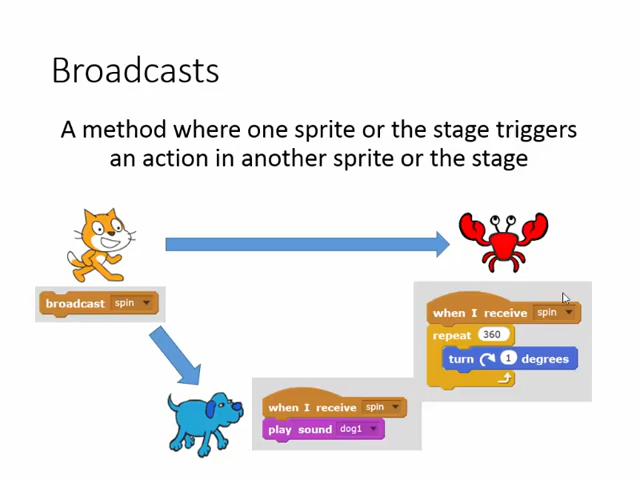 Broadcasts
A method where one sprite or the stage triggers
an action in another sprite or the stage
broadcast spin
when I receive spin
repeat 360
turn 1 degrees
when I receive spin
play sound dog1